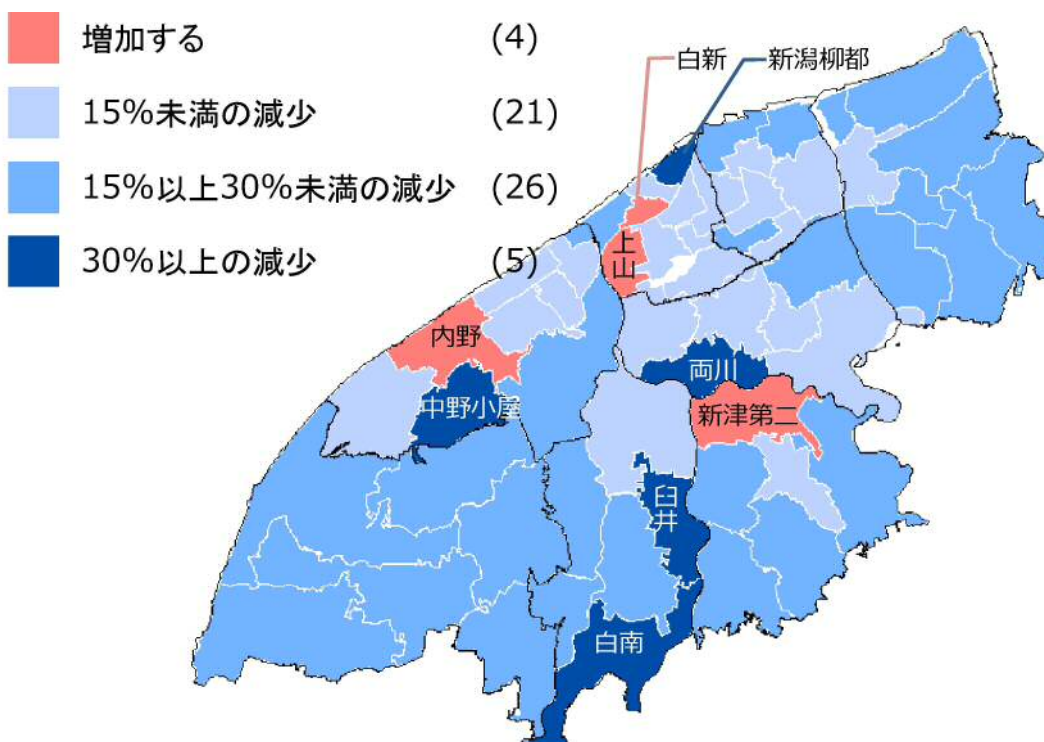 増加する (4)
15%未満の減少 (21)
15%以上30%未満の減少 (26)
30%以上の減少 (5)
白新
新潟柳都
上山
内野
両川
中野小屋
新津第二
臼井
白南